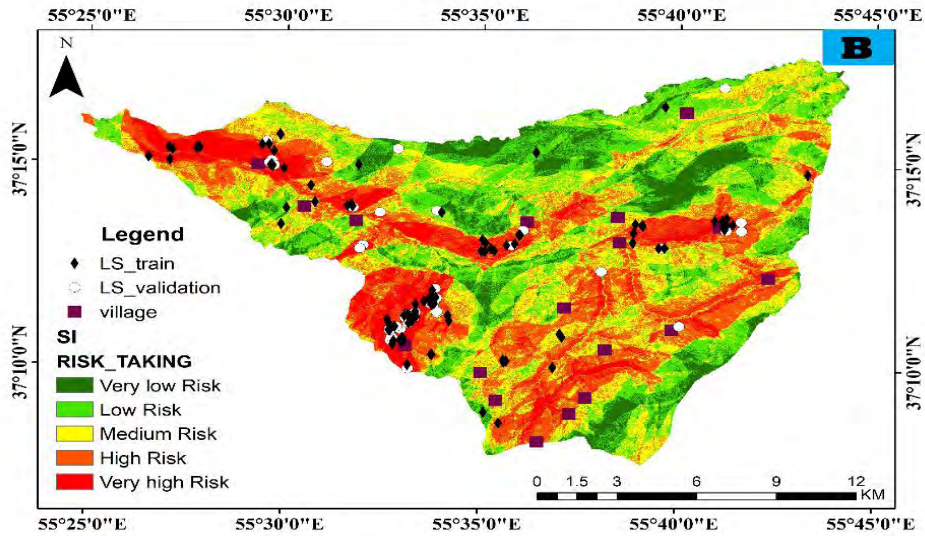 55°25'0"E 55°30'0"E 55°35'0"E 55°40'0"E 55°45'0"E
B
N
37°15'0"N
37°15'0"N
Legend
LS_train
LS_validation
village
SI
RISK_TAKING
Very low Risk
Low Risk
Medium Risk
High Risk
Very high Risk
37°10'0"N
37°10'0"N
0 1.5 3 6 9 12
KM
55°25'0"E 55°30'0"E 55°35'0"E 55°40'0"E 55°45'0"E